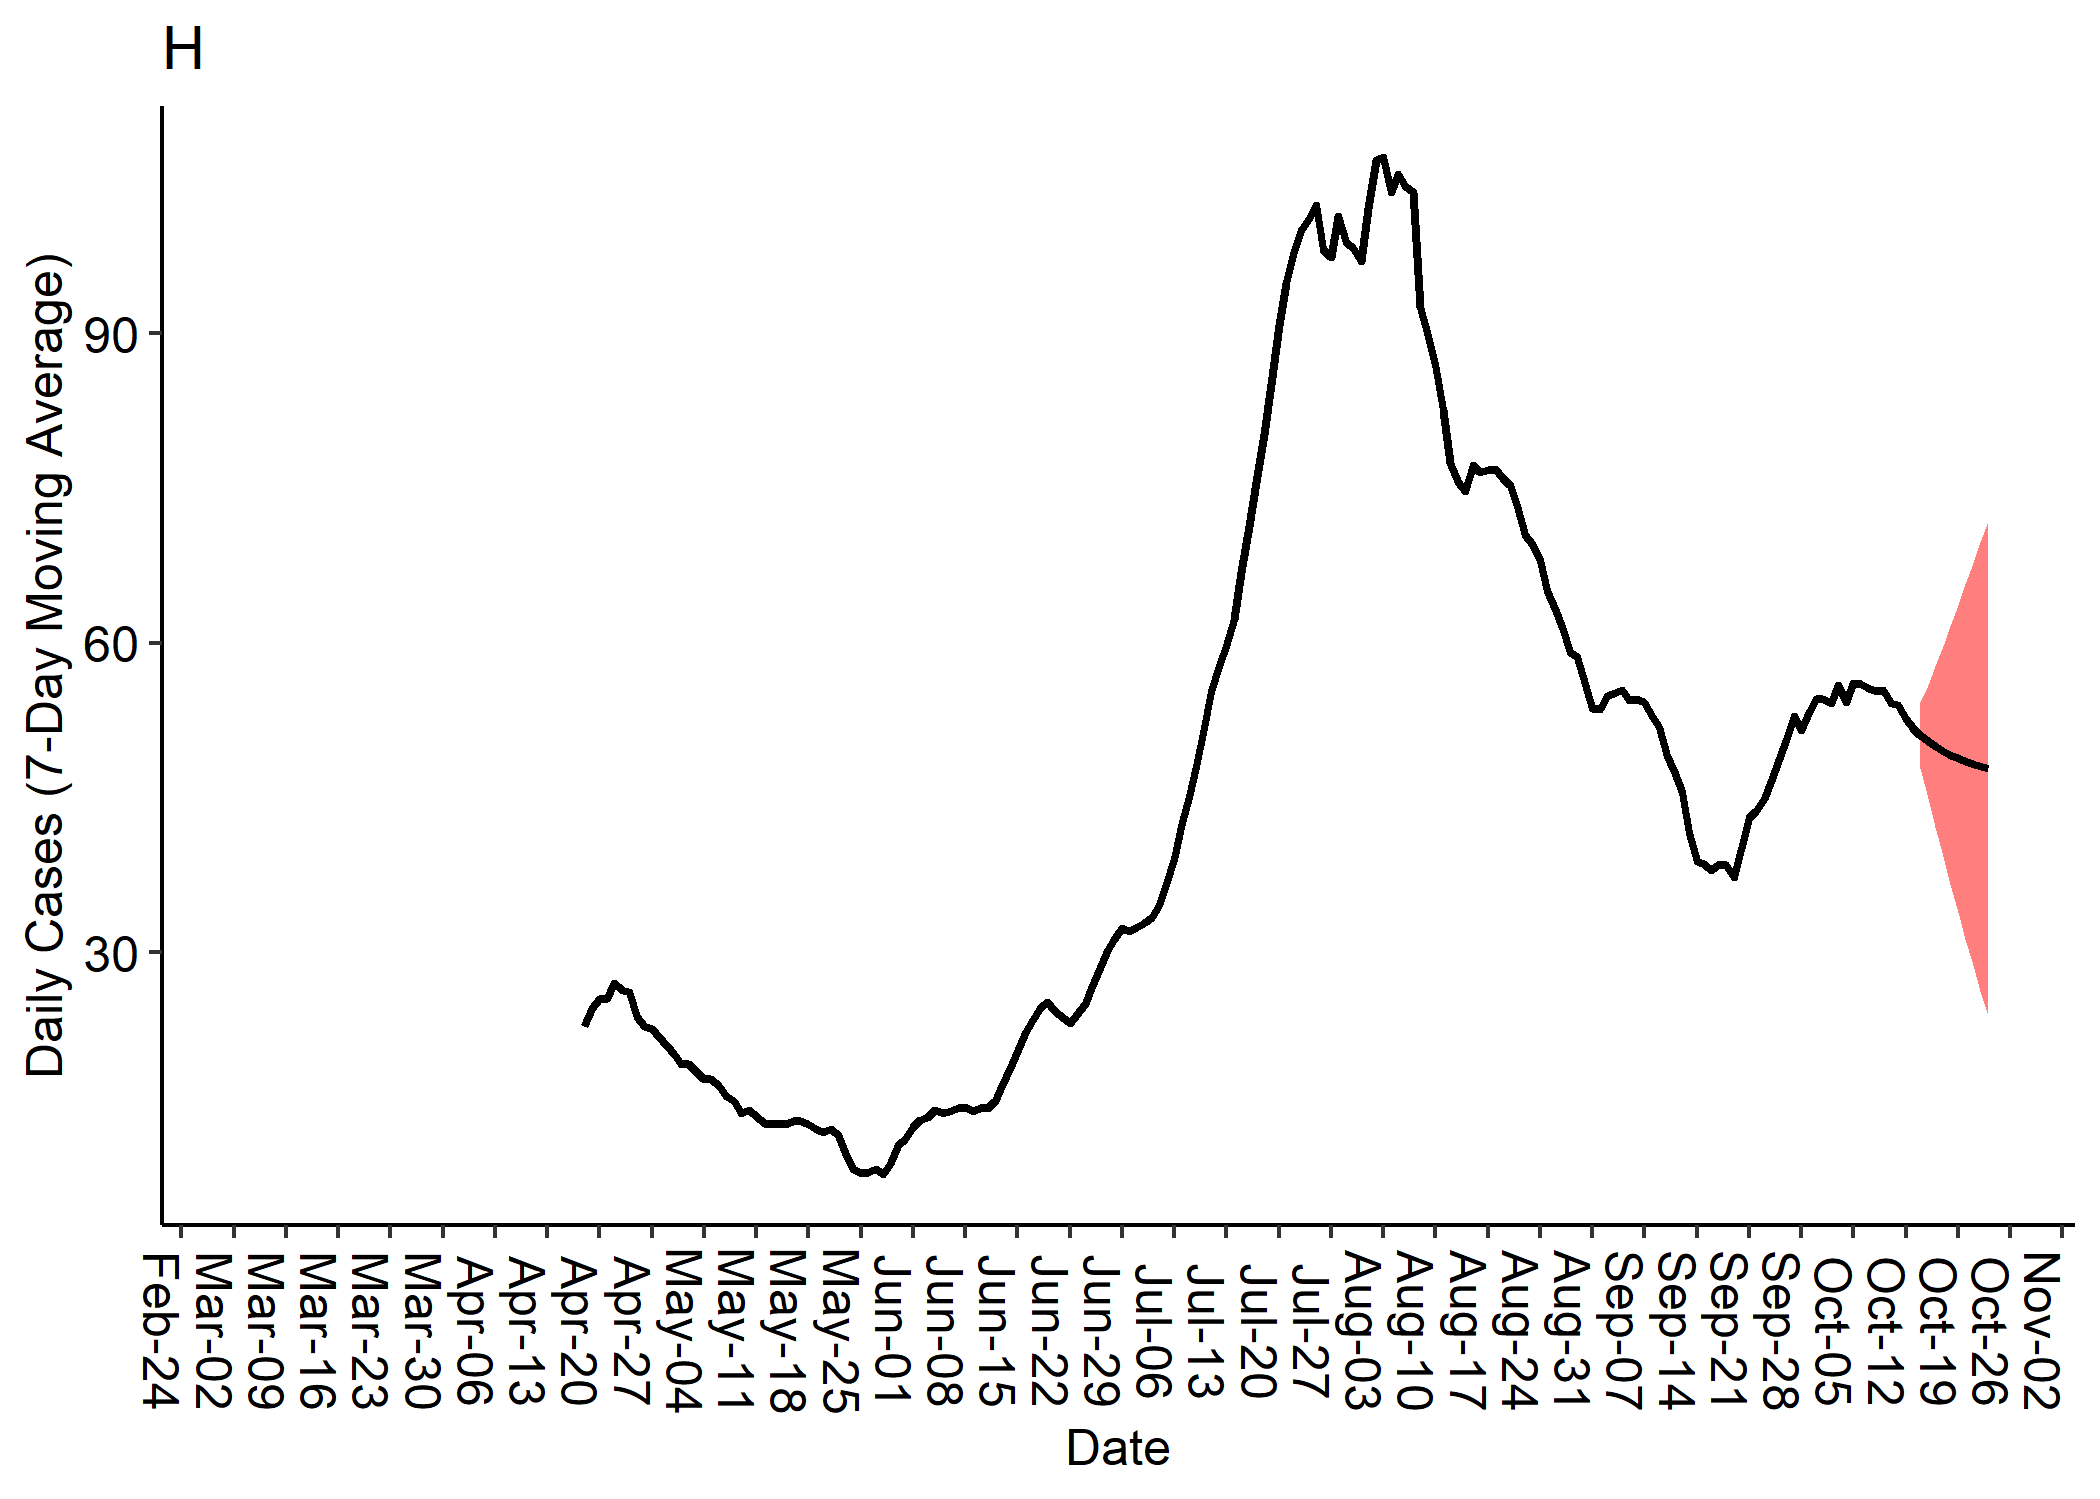 H
Daily Cases (7-Day Moving Average)
90
60
30
Feb-24
Mar-02
Mar-09
Mar-16
Mar-23
Mar-30
Apr-06
Apr-13
Apr-20
Apr-27
May-04
May-11
May-18
May-25
Jun-01
Jun-08
Jun-15
Jun-22
Jun-29
Jul-06
Jul-13
Jul-20
Jul-27
Aug-03
Aug-10
Aug-17
Aug-24
Aug-31
Sep-07
Sep-14
Sep-21
Sep-28
Oct-05
Oct-12
Oct-19
Oct-26
Nov-02
Date